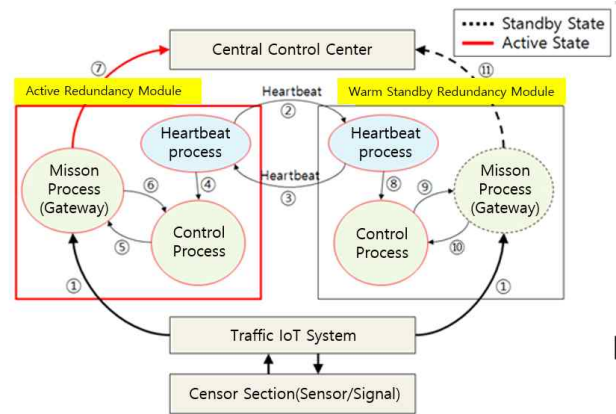 Standby State
Active State
Central Control Center
⑦
⑪
Active Redundancy Module
Warm Standby Redundancy Module
Heartbeat
②
Heartbeat
process
Heartbeat
process
Heartbeat
③
Misson
Process
(Gateway)
⑥
④
⑤
Control
Process
⑧
⑨
Control
Process
⑩
Misson
Process
(Gateway)
①
①
Traffic IoT System
Censor Section(Sensor/Signal)